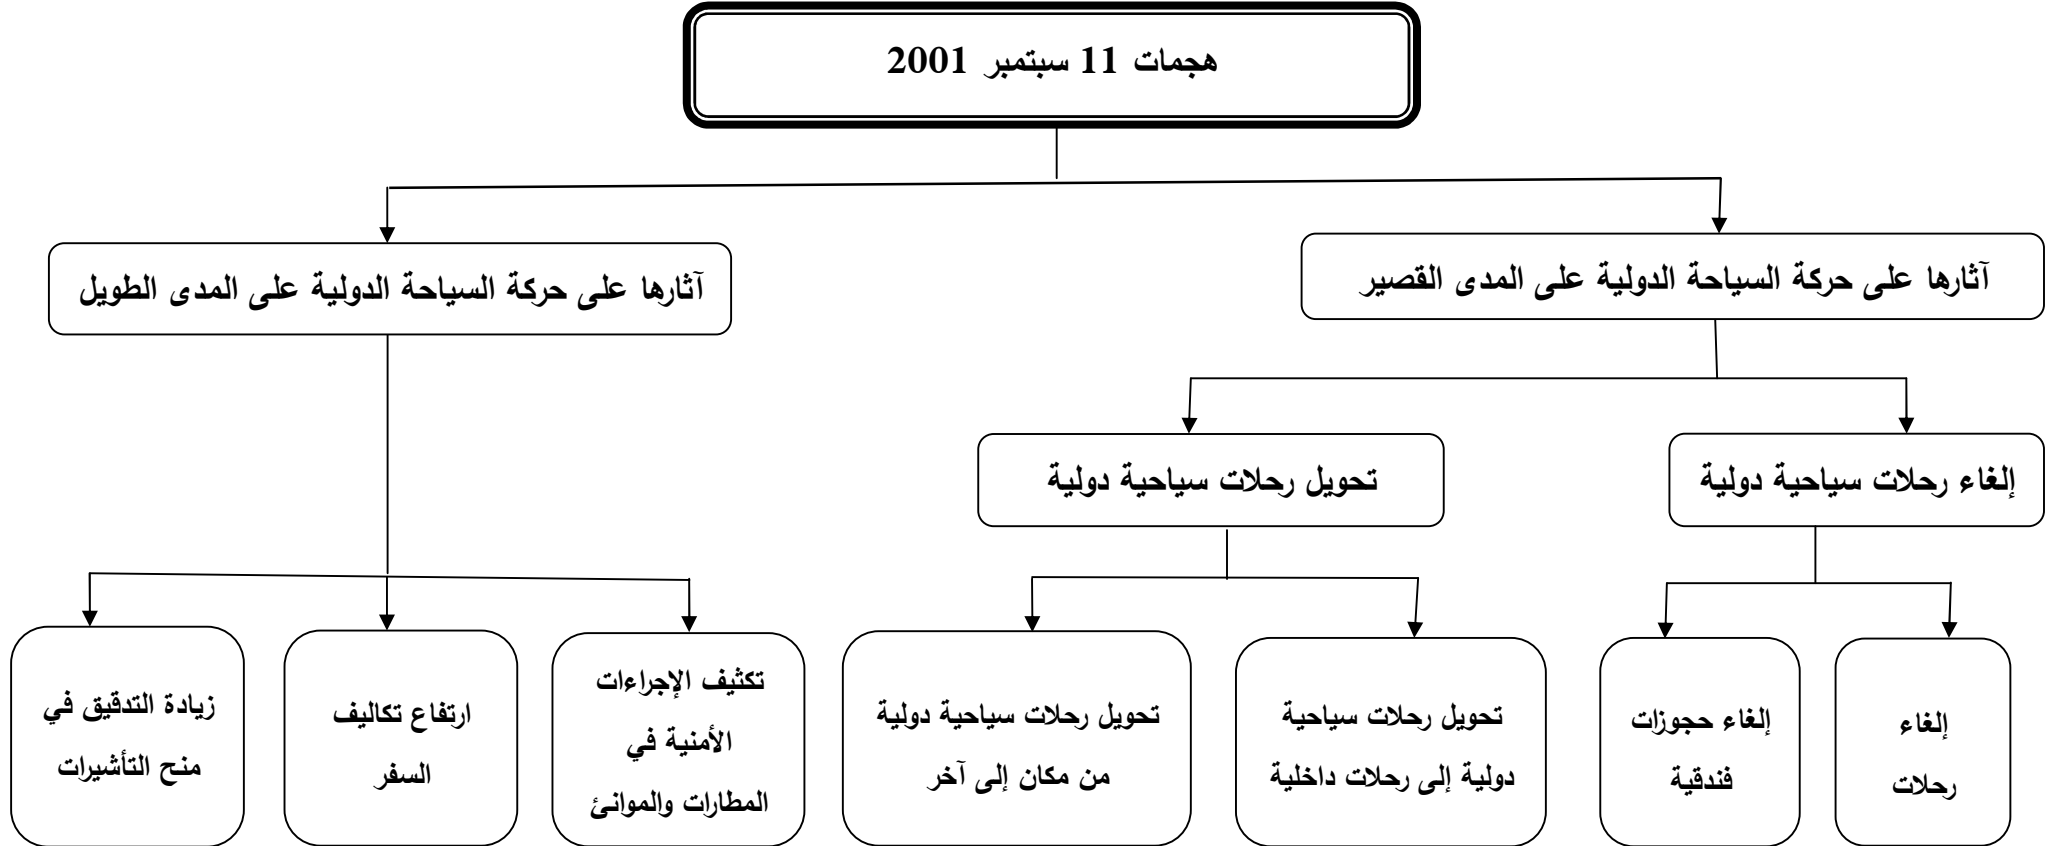 هجمات 11 سبتمبر 2001
آثارها على حركة السياحة الدولية على المدى القصير
آثارها على حركة السياحة الدولية على المدى الطويل
إلغاء رحلات سياحية دولية
تحويل رحلات سياحية دولية
إلغاء
رحلات
إلغاء حجوزات
فندقية
تحويل رحلات سياحية
دولية إلى رحلات داخلية
تحويل رحلات سياحية دولية
من مكان إلى آخر
تكثيف الإجراءات
الأمنية في
المطارات والموانئ
ارتفاع تكاليف
السفر
زيادة التدقيق في
منح التأشيرات